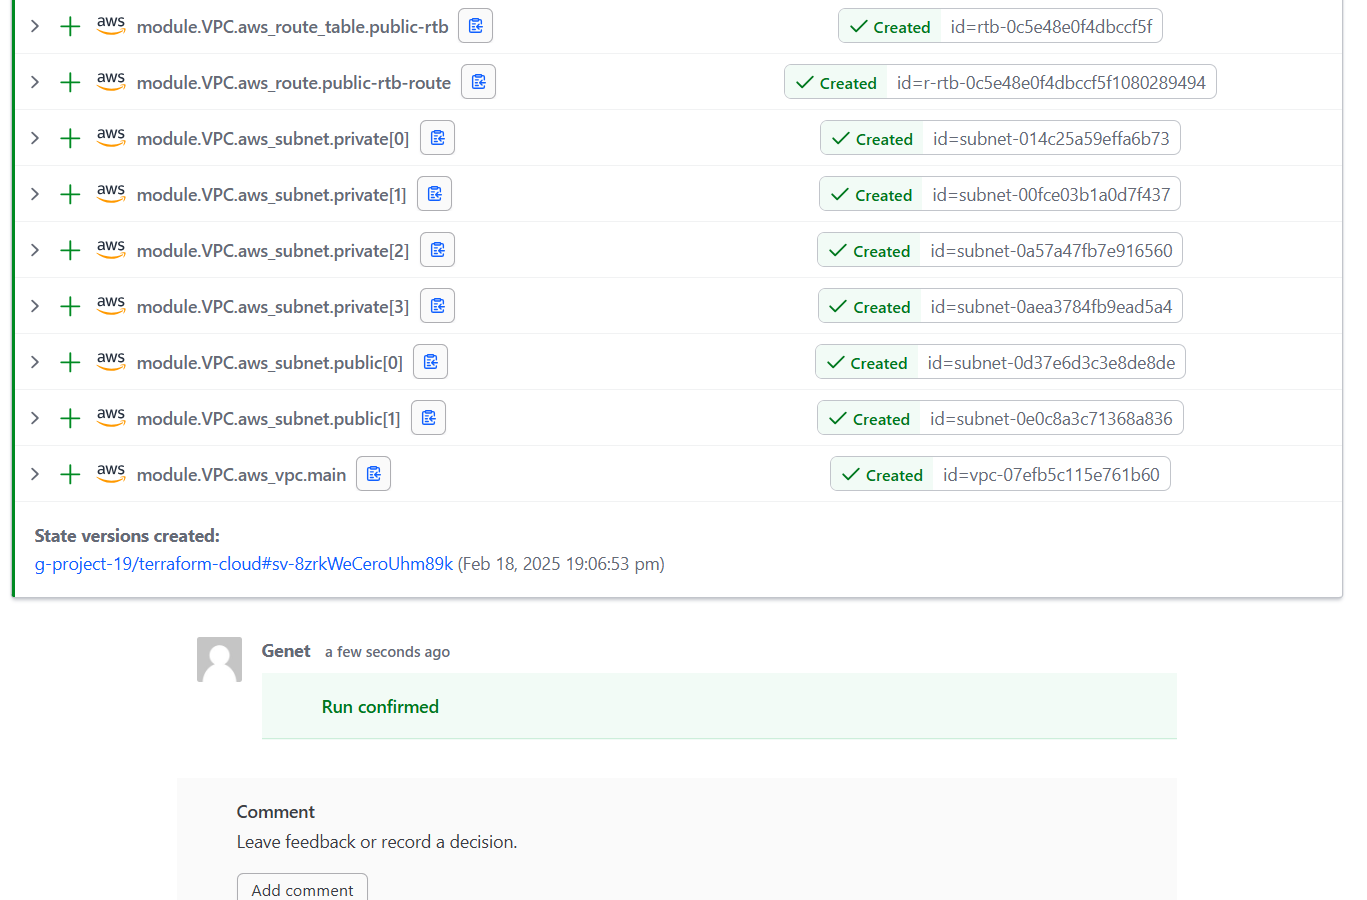 aws module.VPC.aws_route_table.public-rtb Created id=rtb-0c5e48e0f4dbccf5f
aws module.VPC.aws_route.public-rtb-route Created id=r-rtb-0c5e48e0f4dbccf5f1080289494
aws module.VPC.aws_subnet.private[0] Created id=subnet-014c25a59effa6b73
aws module.VPC.aws_subnet.private[1] Created id=subnet-00fce03b1a0d7f437
aws module.VPC.aws_subnet.private[2] Created id=subnet-0a57a47fb7e916560
aws module.VPC.aws_subnet.private[3] Created id=subnet-0aea3784fb9ead5a4
aws module.VPC.aws_subnet.public[0] Created id=subnet-0d37e6d3c3e8de8de
aws module.VPC.aws_subnet.public[1] Created id=subnet-0e0c8a3c71368a836
aws module.VPC.aws_vpc.main Created id=vpc-07efb5c115e761b60
State versions created:
g-project-19/terraform-cloud#sv-8zrkWeCeroUhm89k (Feb 18, 2025 19:06:53 pm)
Genet a few seconds ago
Run confirmed
Comment
Leave feedback or record a decision.
Add comment